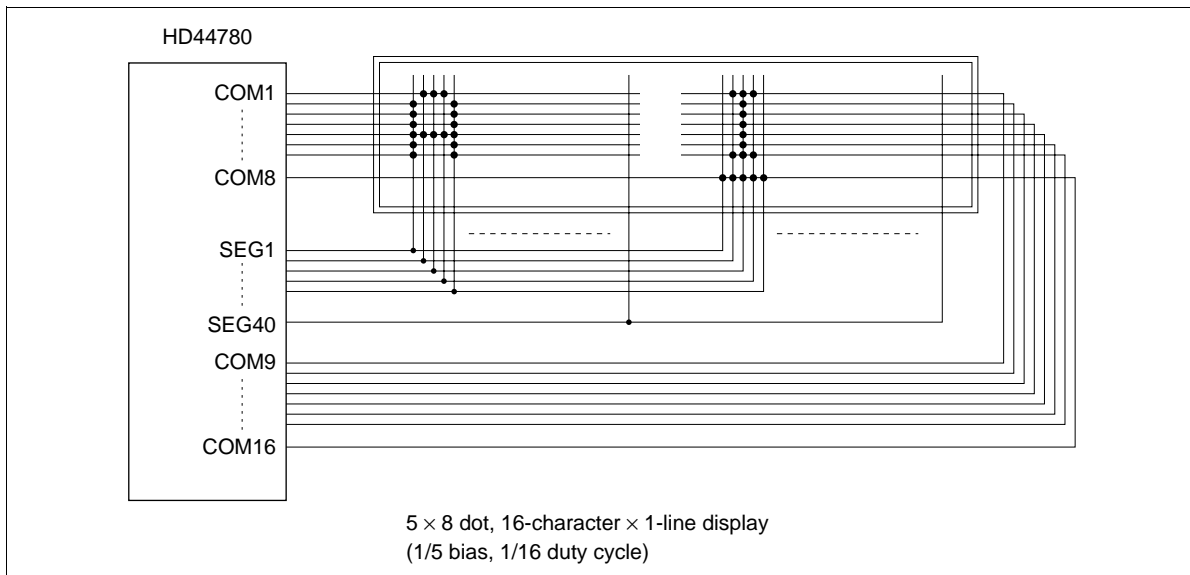 HD44780
COM1
COM8
SEG1
SEG40
COM9
COM16
5 × 8 dot, 16-character × 1-line display
(1/5 bias, 1/16 duty cycle)